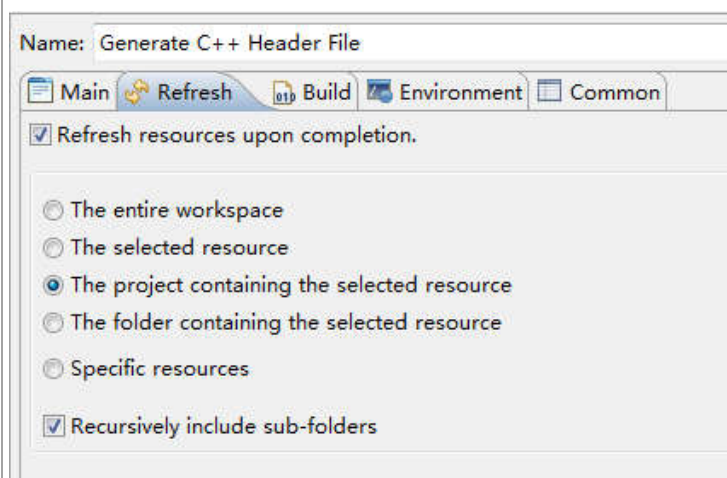 Name: Generate C++ Header File
Main Refresh Build Environment Common
Refresh resources upon completion.
The entire workspace
The selected resource
The project containing the selected resource
The folder containing the selected resource
Specific resources
Recursively include sub-folders